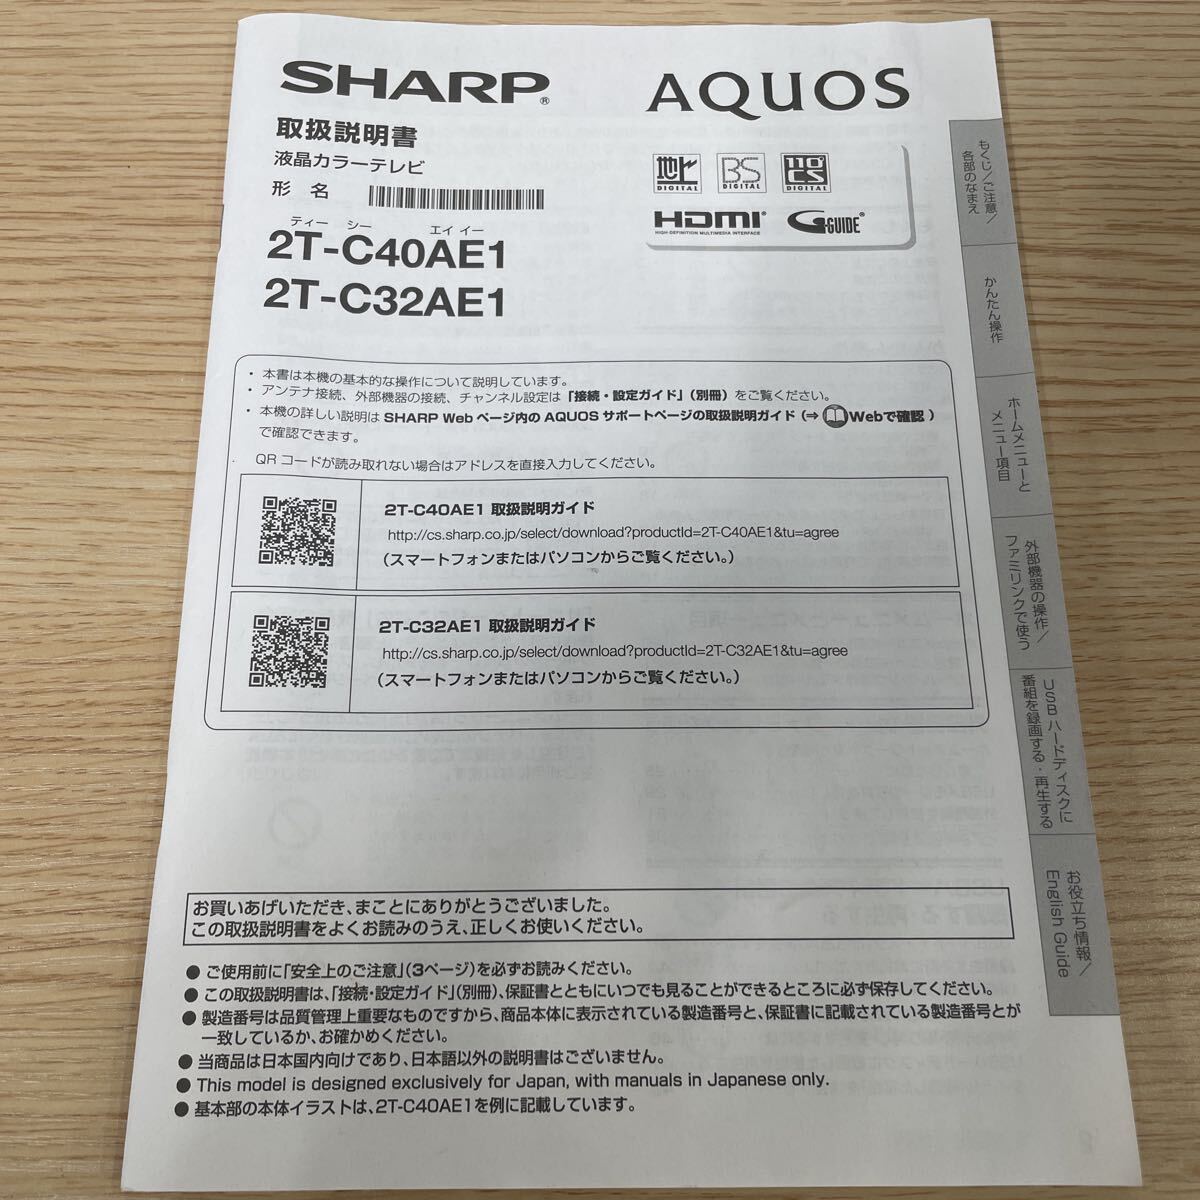 SHARP®
AQUOS
取扱説明書
液晶カラーテレビ
形 名
ティー シー エイ イー
2T-C40AE1
2T-C32AE1
地上
DIGITAL
BS
DIGITAL
110°
CS
DIGITAL
HDMI®
HIGH-DEFINITION MULTIMEDIA INTERFACE
G-GUIDE®
もくじ/ご注意/
各部のなまえ
かんたん操作
ホームメニューと
メニュー項目
外部機器の操作/
ファミリンクで使う
USB ハードディスクに
番組を録画する・再生する
お役立ち情報/
English Guide
・ 本書は本機の基本的な操作について説明しています。
・ アンテナ接続、外部機器の接続、チャンネル設定は「接続・設定ガイド」(別冊) をご覧ください。
・ 本機の詳しい説明は SHARP Web ページ内の AQUOS サポートページの取扱説明ガイド (⇒ Webで確認 )
で確認できます。
QR コードが読み取れない場合はアドレスを直接入力してください。
2T-C40AE1 取扱説明ガイド
http://cs.sharp.co.jp/select/download?productId=2T-C40AE1&tu=agree
(スマートフォンまたはパソコンからご覧ください。)
2T-C32AE1 取扱説明ガイド
http://cs.sharp.co.jp/select/download?productId=2T-C32AE1&tu=agree
(スマートフォンまたはパソコンからご覧ください。)
お買いあげいただき、まことにありがとうございました。
この取扱説明書をよくお読みのうえ、正しくお使いください。
● ご使用前に「安全上のご注意」(3ページ)を必ずお読みください。
● この取扱説明書は、「接続・設定ガイド」(別冊)、保証書とともにいつでも見ることができるところに必ず保存してください。
● 製造番号は品質管理上重要なものですから、商品本体に表示されている製造番号と、保証書に記載されている製造番号とが
一致しているか、お確かめください。
● 当商品は日本国内向けであり、日本語以外の説明書はございません。
● This model is designed exclusively for Japan, with manuals in Japanese only.
● 基本部の本体イラストは、2T-C40AE1を例に記載しています。